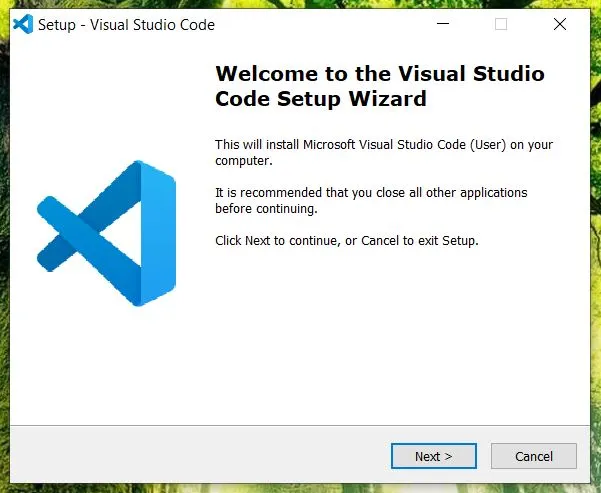 Setup - Visual Studio Code
Welcome to the Visual Studio
Code Setup Wizard
This will install Microsoft Visual Studio Code (User) on your
computer.
It is recommended that you close all other applications
before continuing.
Click Next to continue, or Cancel to exit Setup.
Next >
Cancel